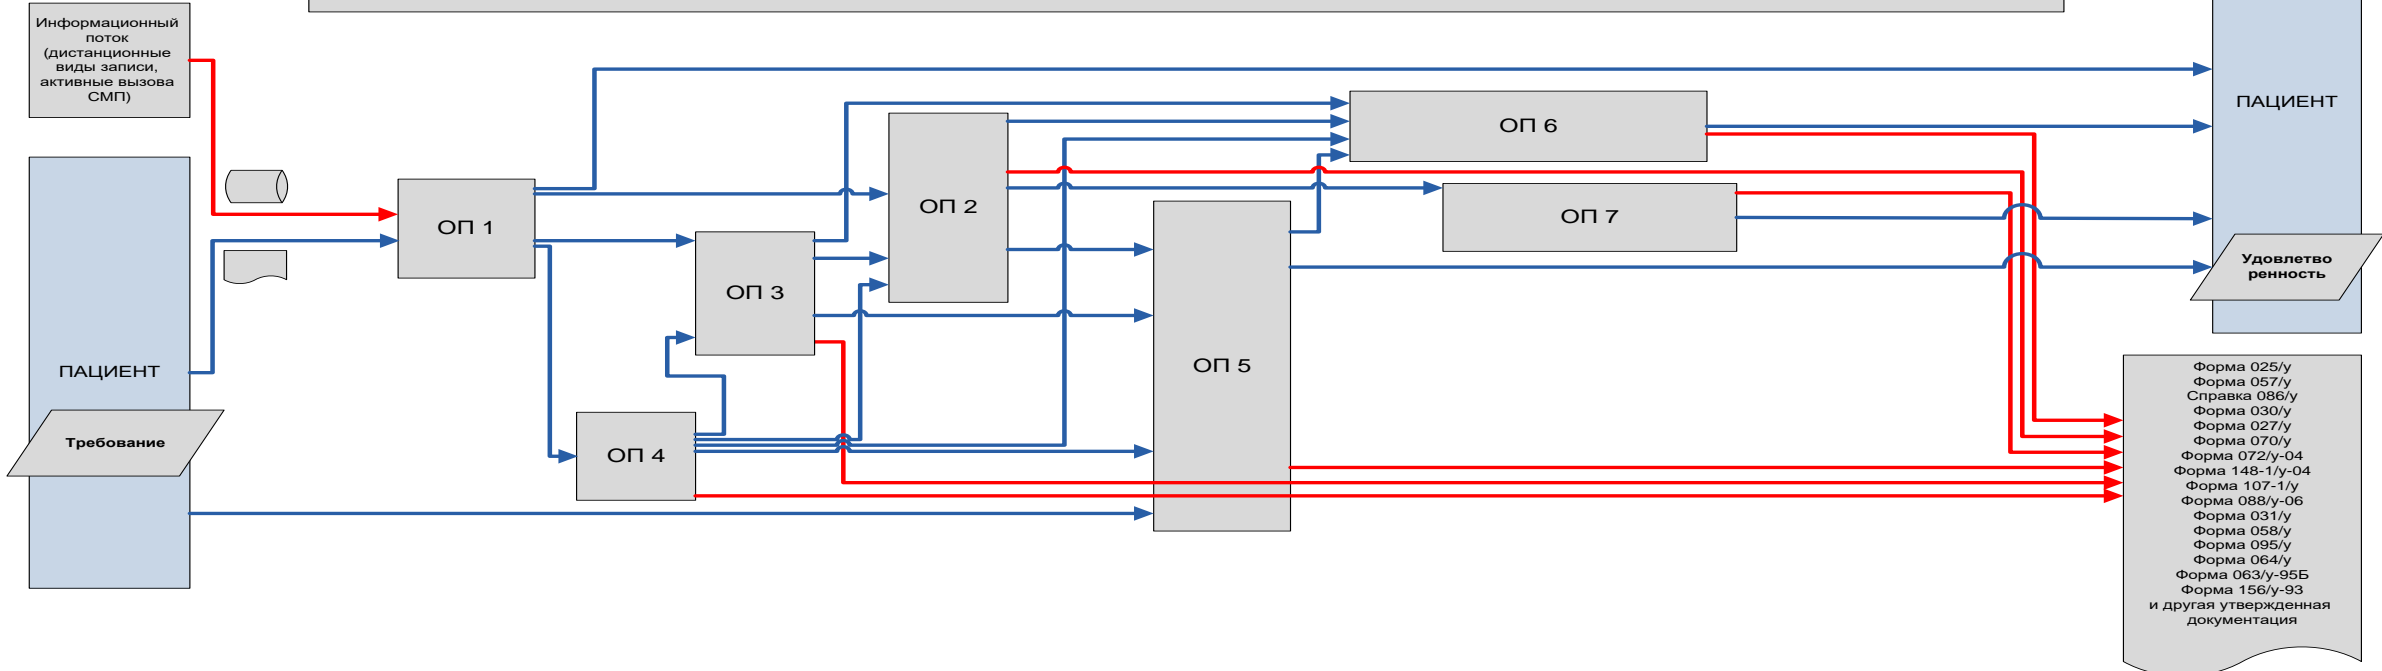 Информационный
поток
(дистанционные
виды записи,
активные вызова
СМП)
ПАЦИЕНТ
Требование
ОП 1
ОП 2
ОП 3
ОП 4
ОП 5
ОП 6
ОП 7
ПАЦИЕНТ
Удовлетво
ренность
Форма 025/у
Форма 057/у
Справка 086/у
Форма 030/у
Форма 027/у
Форма 070/у
Форма 072/у-04
Форма 148-1/у-04
Форма 107-1/у
Форма 088/у-06
Форма 031/у
Форма 058/у
Форма 095/у
Форма 064/у
Форма 063/у-95Б
Форма 156/у-93
и другая утвержденная
документация